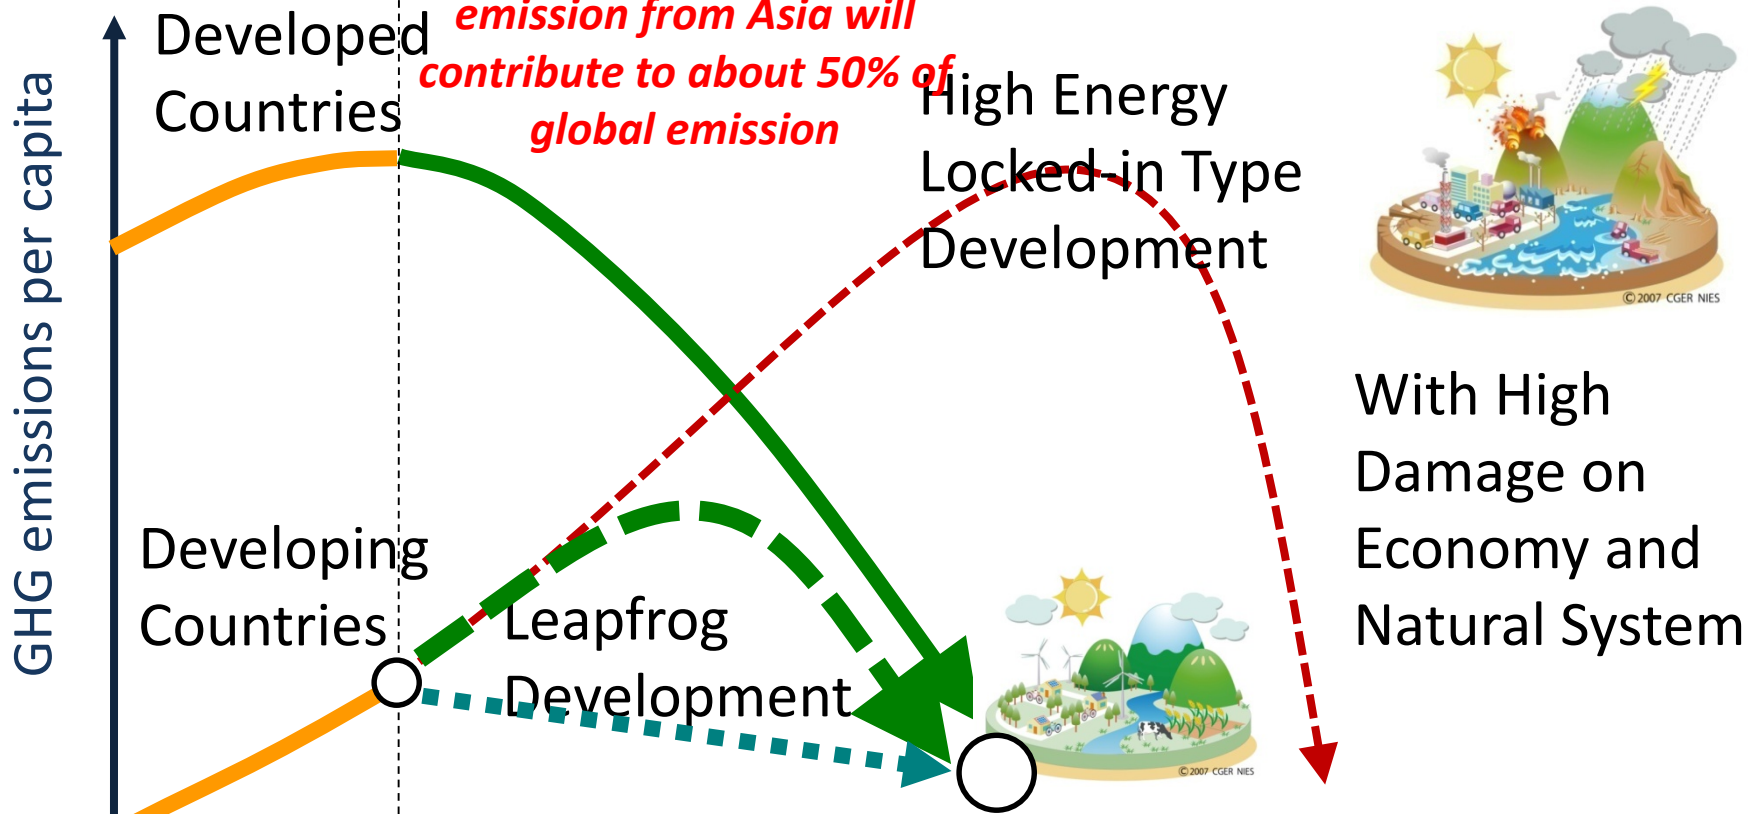 GHG emissions per capita
Developed
Countries
emission from Asia will
contribute to about 50% of
global emission
High Energy
Locked-in Type
Development
© 2007 CGER NIES
With High
Damage on
Economy and
Natural System
Developing
Countries
Leapfrog
Development
© 2007 CGER NIES